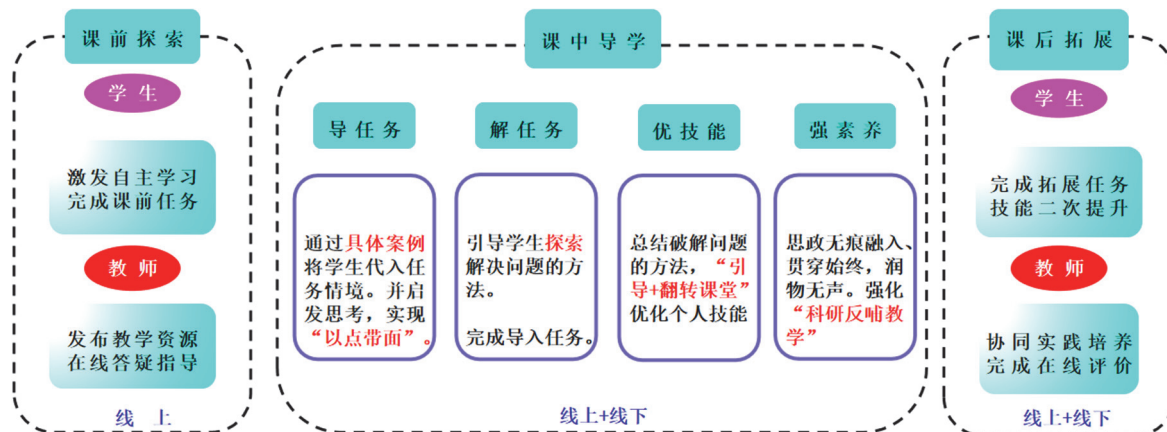 课前探索
学生
激发自主学习
完成课前任务
教师
发布教学资源
在线答疑指导
线 上
课中导学
导任务
通过具体案例
将学生代入任
务情境。并启
发思考，实现
“以点带面”。
解任务
引导学生探索
解决问题的方
法。
完成导入任务。
优技能
总结破解问题
的方法，“引
导+翻转课堂”
优化个人技能
强素养
思政无痕融入、
贯穿始终，润
物无声。强化
“科研反哺教
学”
线上+线下
课后拓展
学生
完成拓展任务
技能二次提升
教师
协同实践培养
完成在线评价
线上+线下